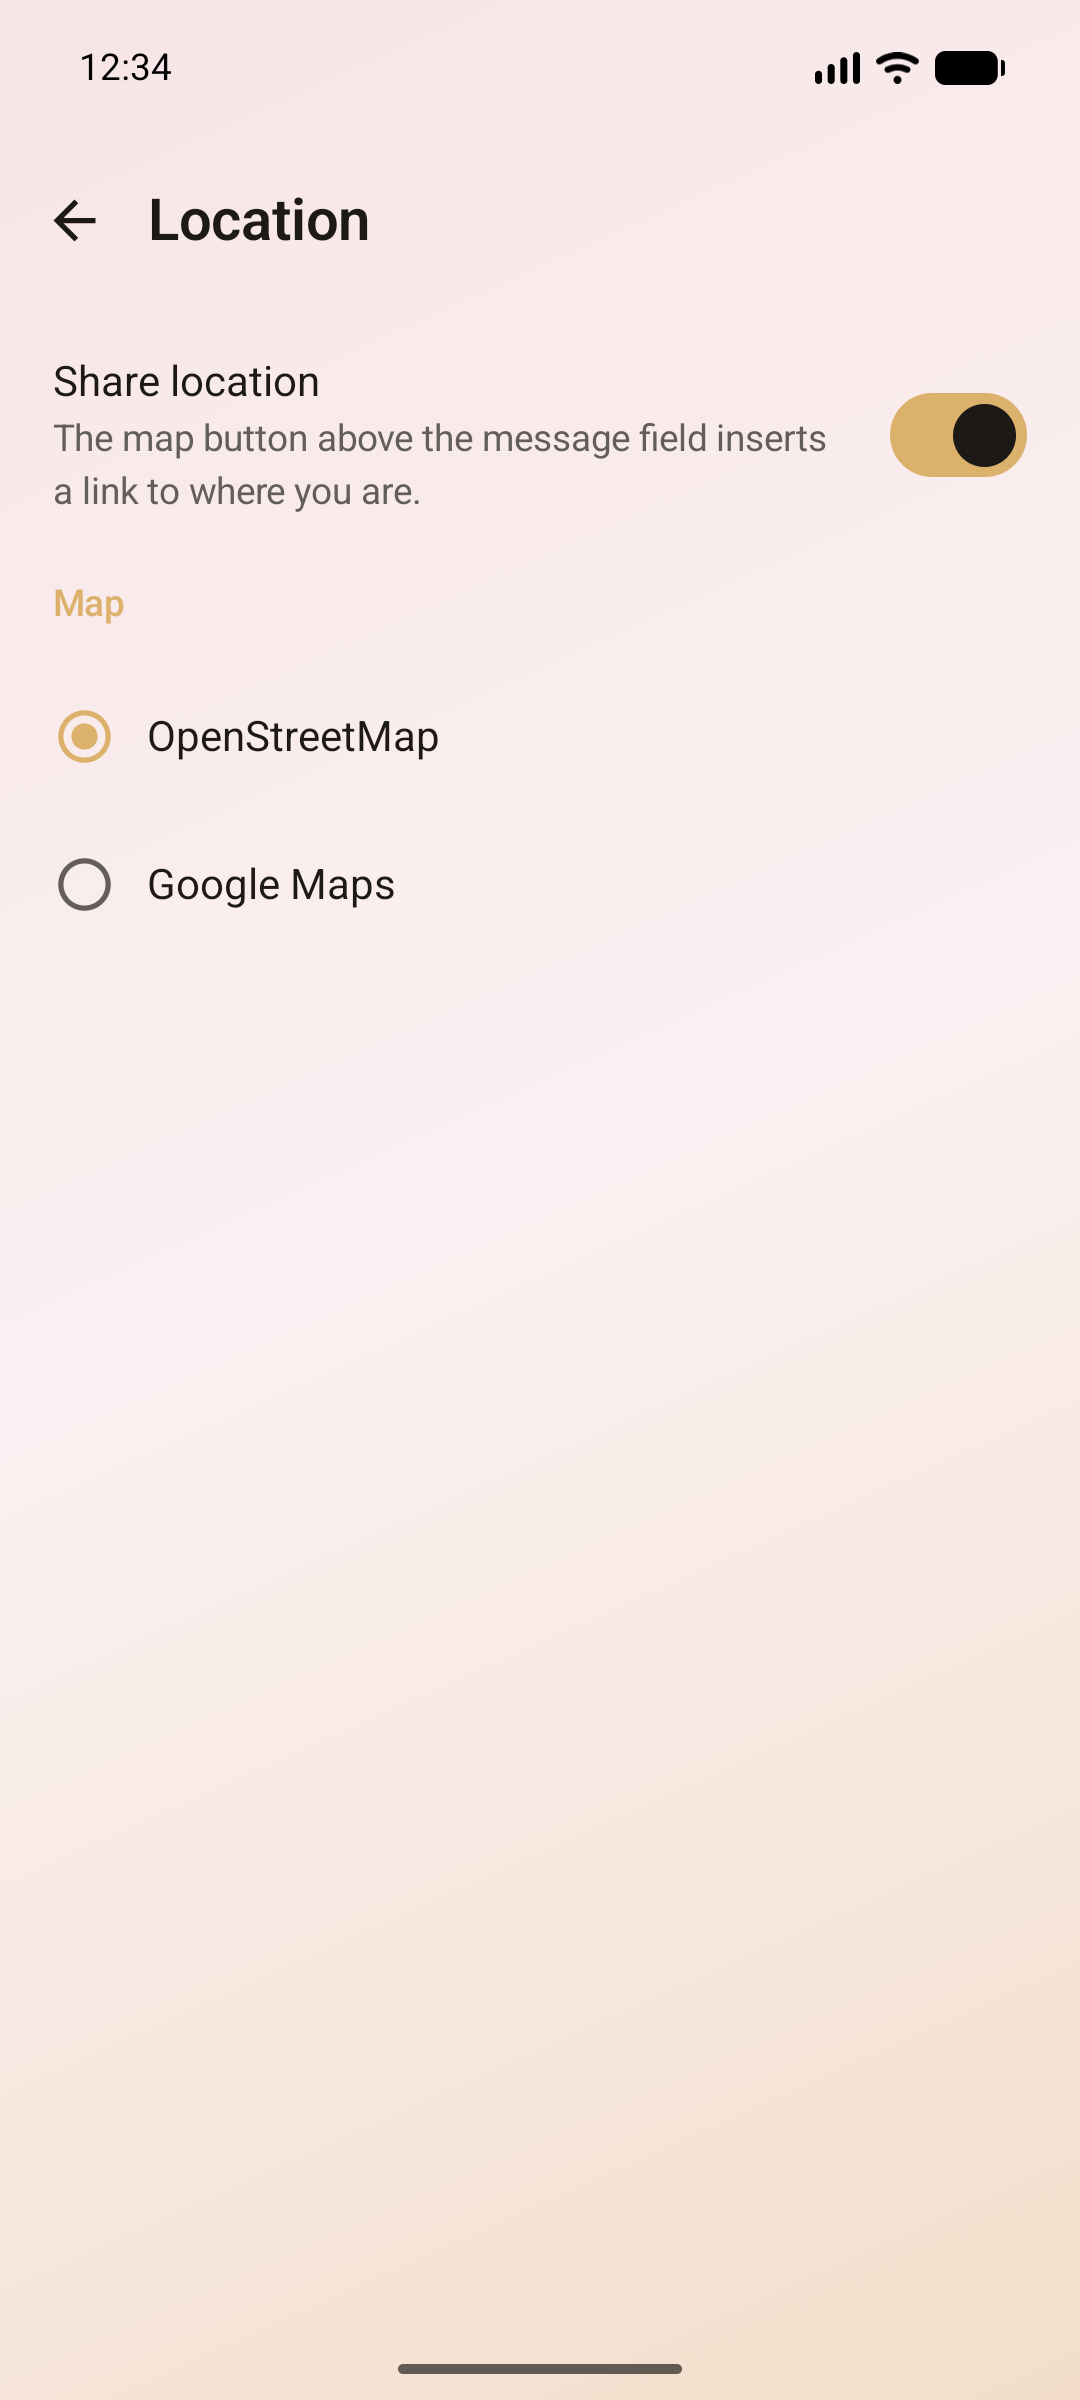 12:34
Location
Share location
The map button above the message field inserts
a link to where you are.
Map
OpenStreetMap
Google Maps